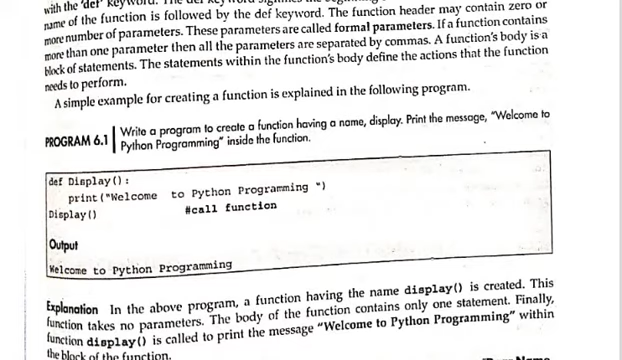 with the 'def' keyword. The def keyword signifies the beginning
name of the function is followed by the def keyword. The function header may contain zero or
more number of parameters. These parameters are called formal parameters. If a function contains
more than one parameter then all the parameters are separated by commas. A function's body is a
block of statements. The statements within the function's body define the actions that the function
needs to perform.
A simple example for creating a function is explained in the following program.
PROGRAM 6.1 Write a program to create a function having a name, display. Print the message, "Welcome to
Python Programming" inside the function.
def Display():
print("Welcome to Python Programming ")
Display() #call function
Output
Welcome to Python Programming
Explanation In the above program, a function having the name display() is created. This
function takes no parameters. The body of the function contains only one statement. Finally,
function display() is called to print the message "Welcome to Python Programming" within
the block of the function.